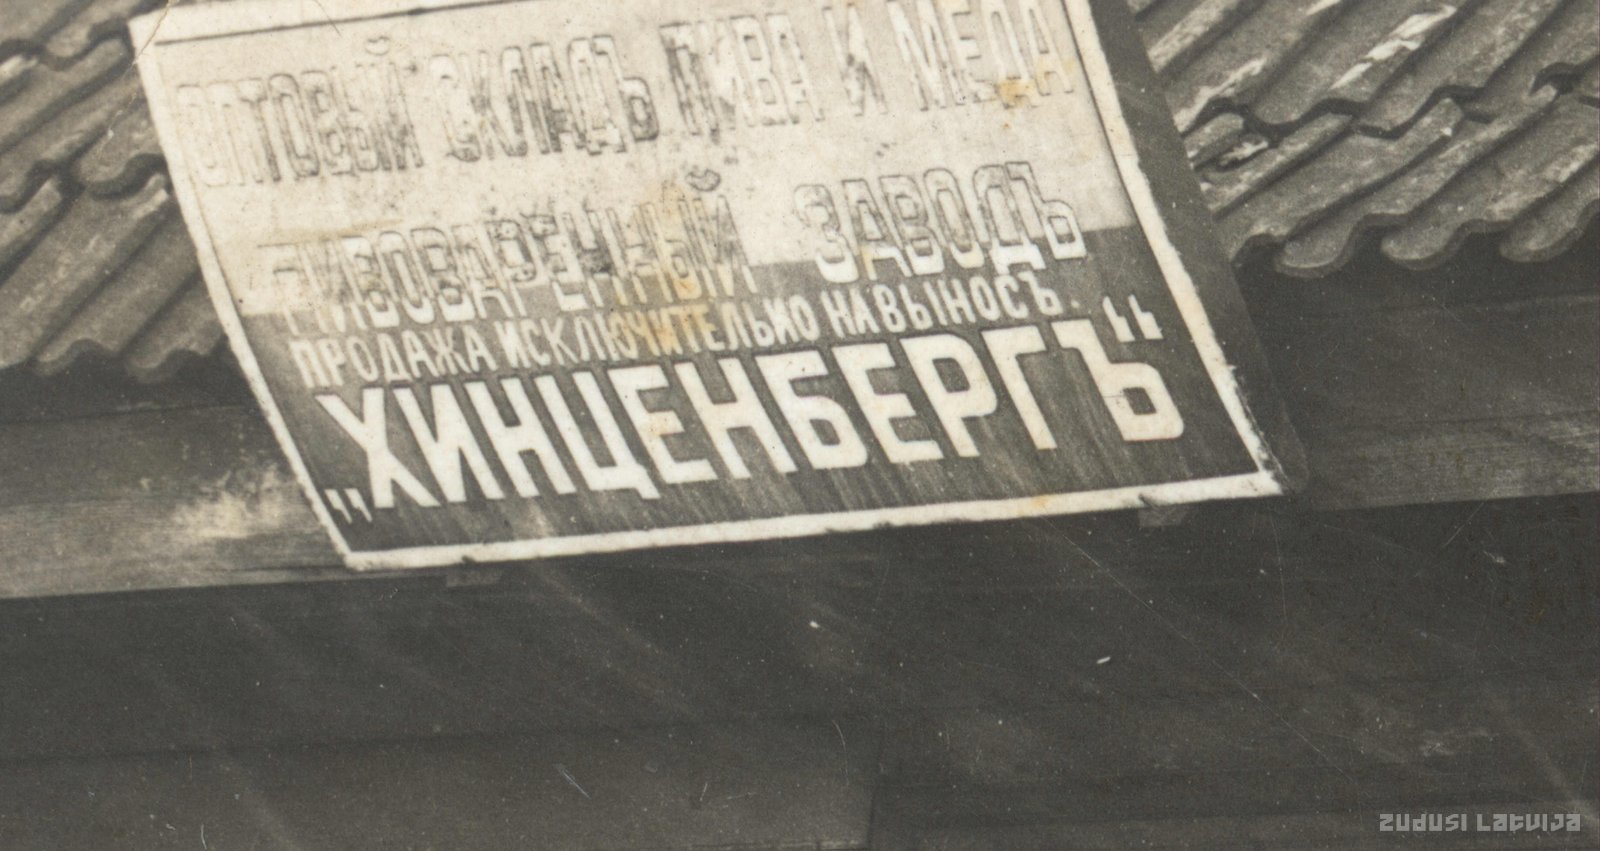 ОПТОВЫЙ СКЛАДЪ ПИВА И МЕДА
ПИВОВАРЕННЫЙ ЗАВОДЪ
ПРОДАЖА ИСКЛЮЧИТЕЛЬНО НАВЫНОСЪ.
„ХИНЦЕНБЕРГЪ“
ZUDUSI LATVIJA